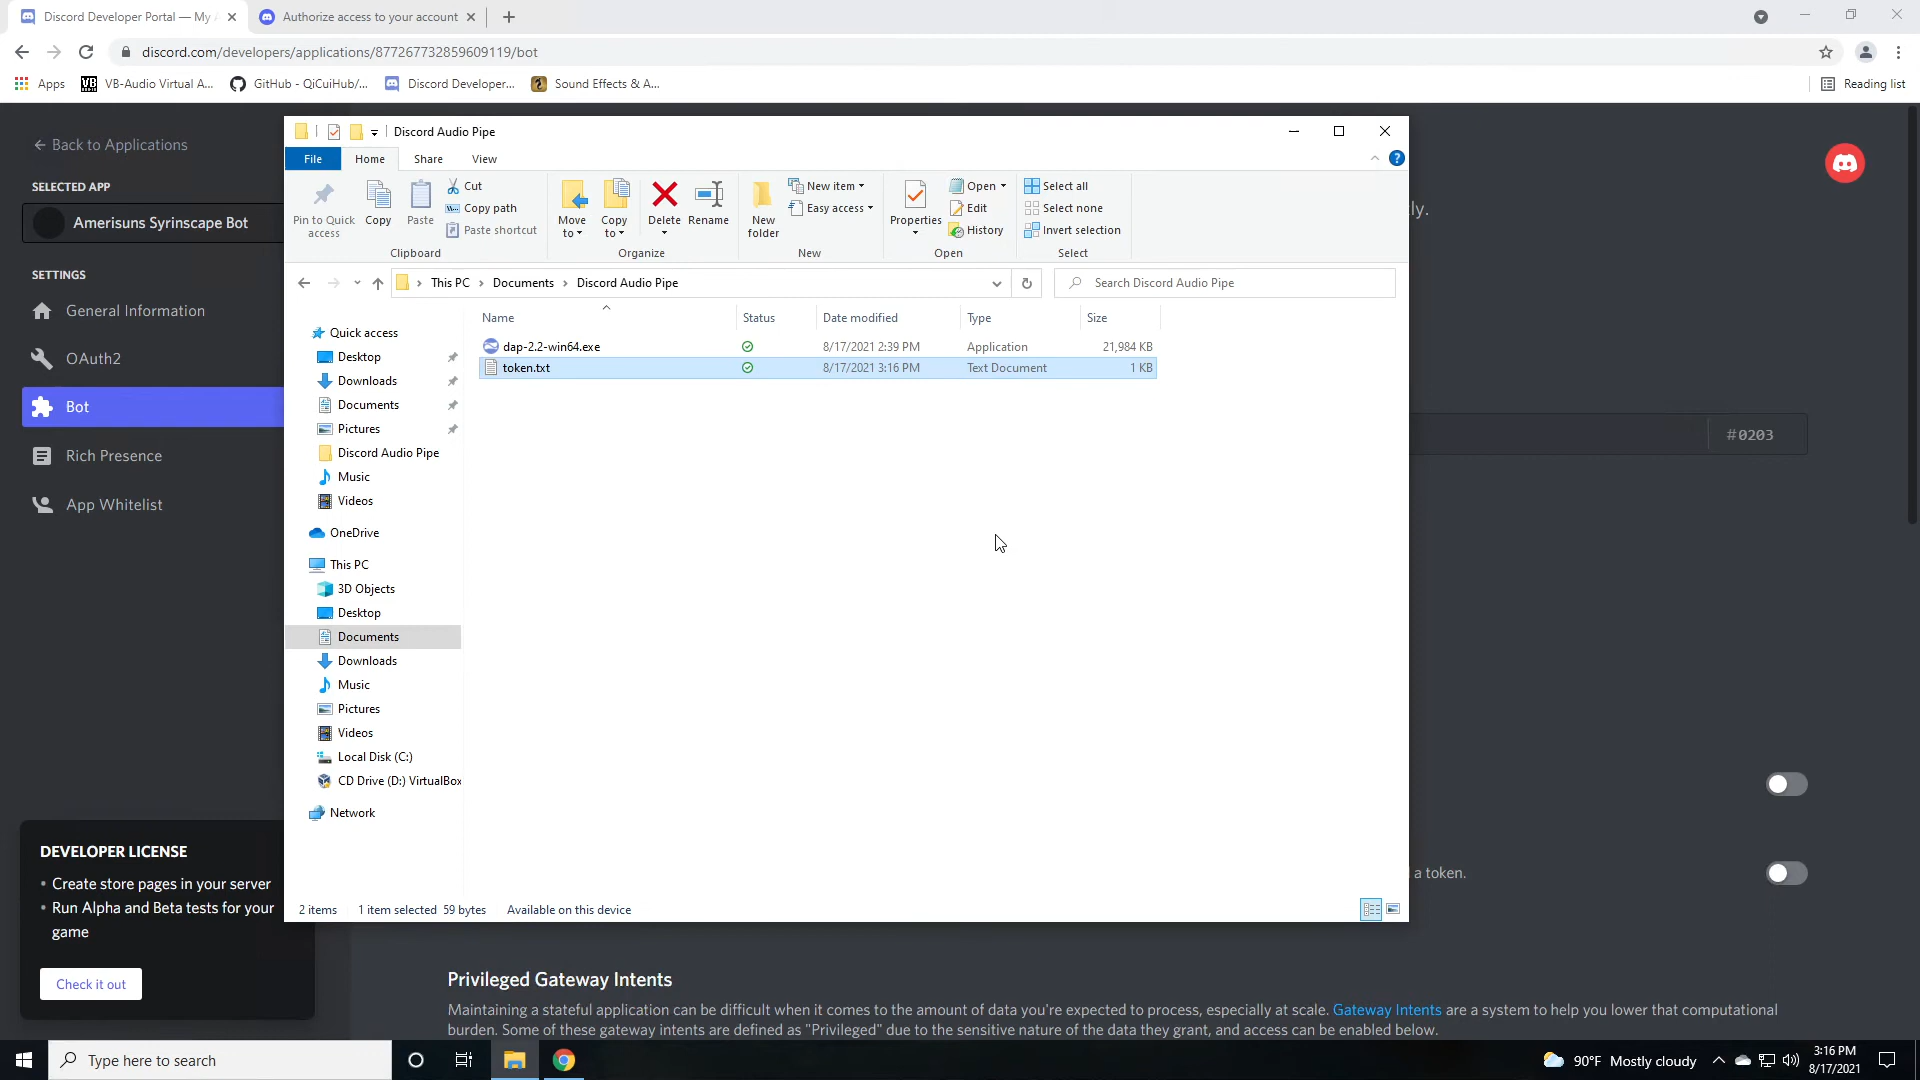 Discord Developer Portal — My A
Authorize access to your account
discord.com/developers/applications/877267732859609119/bot
Apps
VB-Audio Virtual A...
GitHub - QiCuiHub/...
Discord Developer...
Sound Effects & A...
Reading list
Back to Applications
SELECTED APP
Amerisuns Syrinscape Bot
SETTINGS
General Information
OAuth2
Bot
Rich Presence
App Whitelist
DEVELOPER LICENSE
• Create store pages in your server
• Run Alpha and Beta tests for your
game
Check it out
Discord Audio Pipe
File
Home
Share
View
Pin to Quick
access
Copy
Paste
Cut
Copy path
Paste shortcut
Clipboard
Move
to
Copy
to
Delete
Rename
Organize
New
folder
New item
Easy access
New
Properties
Open
Edit
History
Open
Select all
Select none
Invert selection
Select
This PC > Documents > Discord Audio Pipe
Search Discord Audio Pipe
Name
Status
Date modified
Type
Size
dap-2.2-win64.exe
8/17/2021 2:39 PM
Application
21,984 KB
token.txt
8/17/2021 3:16 PM
Text Document
1 KB
Quick access
Desktop
Downloads
Documents
Pictures
Discord Audio Pipe
Music
Videos
OneDrive
This PC
3D Objects
Desktop
Documents
Downloads
Music
Pictures
Videos
Local Disk (C:)
CD Drive (D:) VirtualBox
Network
2 items
1 item selected 59 bytes
Available on this device
ly.
#0203
a token.
Privileged Gateway Intents
Maintaining a stateful application can be difficult when it comes to the amount of data you're expected to process, especially at scale. Gateway Intents are a system to help you lower that computational
burden. Some of these gateway intents are defined as "Privileged" due to the sensitive nature of the data they grant, and access can be enabled below.
Type here to search
90°F Mostly cloudy
3:16 PM
8/17/2021